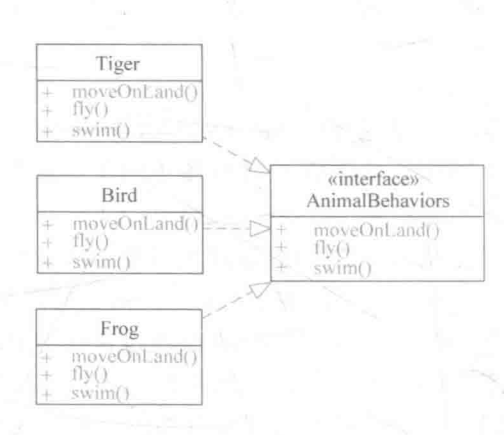 Tiger
+ moveOnLand()
+ fly()
+ swim()
Bird
+ moveOnLand()
+ fly()
+ swim()
Frog
+ moveOnLand()
+ fly()
+ swim()
«interface»
AnimalBehaviors
+ moveOnLand()
+ fly()
+ swim()